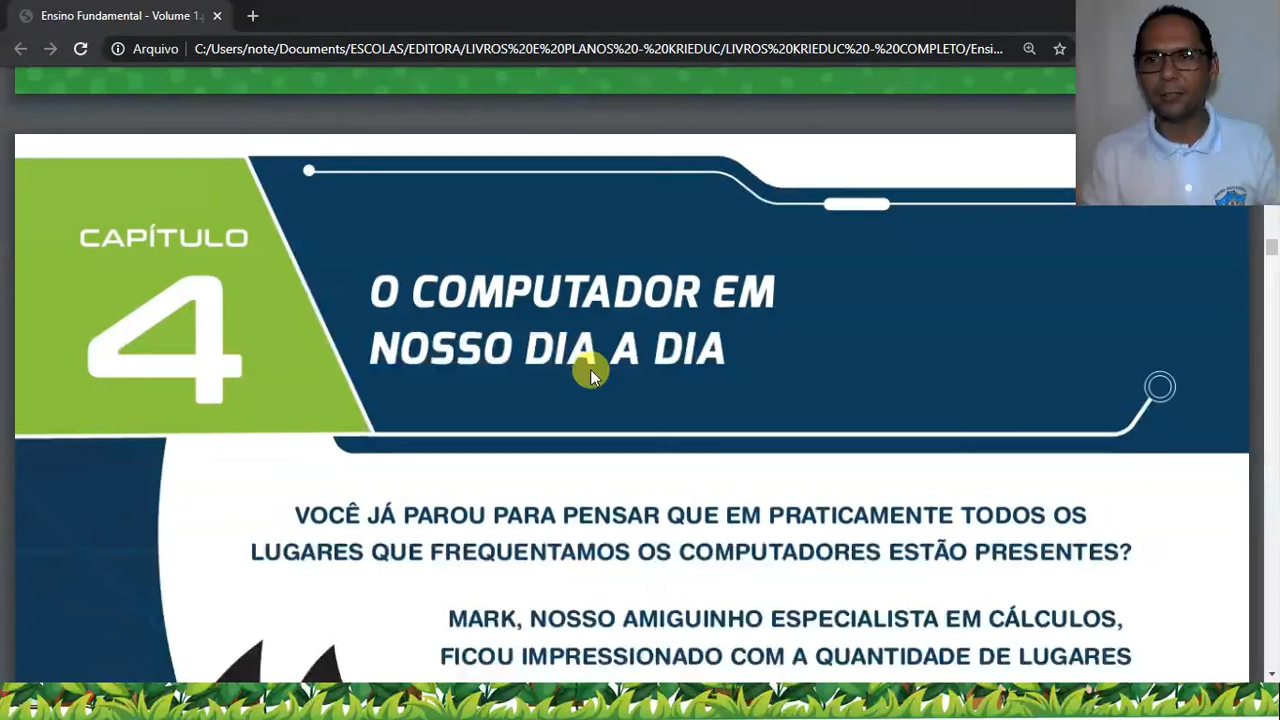 Ensino Fundamental - Volume 1.
Arquivo
C:/Users/note/Documents/ESCOLAS/EDITORA/LIVROS%20E%20PLANOS%20-%20KRIEDUC/LIVROS%20KRIEDUC%20-%20COMPLETO/Ensi...
CAPÍTULO
4
O COMPUTADOR EM
NOSSO DIA A DIA
VOCÊ JÁ PAROU PARA PENSAR QUE EM PRATICAMENTE TODOS OS
LUGARES QUE FREQUENTAMOS OS COMPUTADORES ESTÃO PRESENTES?
MARK, NOSSO AMIGUINHO ESPECIALISTA EM CÁLCULOS,
FICOU IMPRESSIONADO COM A QUANTIDADE DE LUGARES